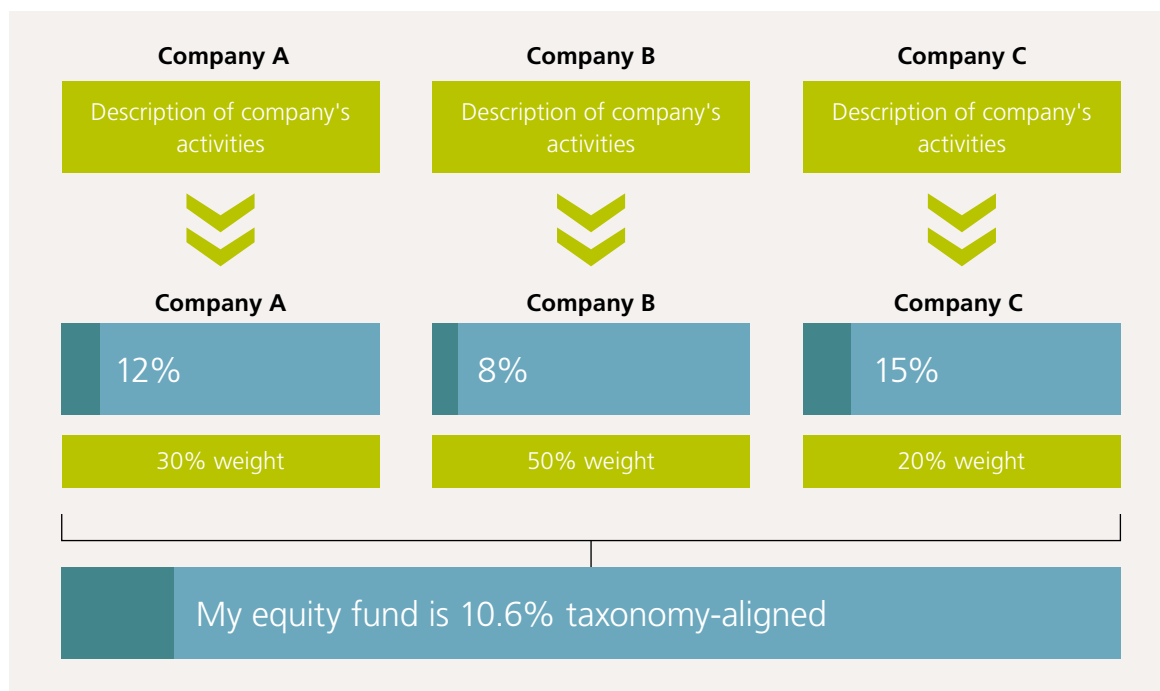 Company A
Company B
Company C
Description of company's
activities
Description of company's
activities
Description of company's
activities
Company A
Company B
Company C
12%
8%
15%
30% weight
50% weight
20% weight
My equity fund is 10.6% taxonomy-aligned